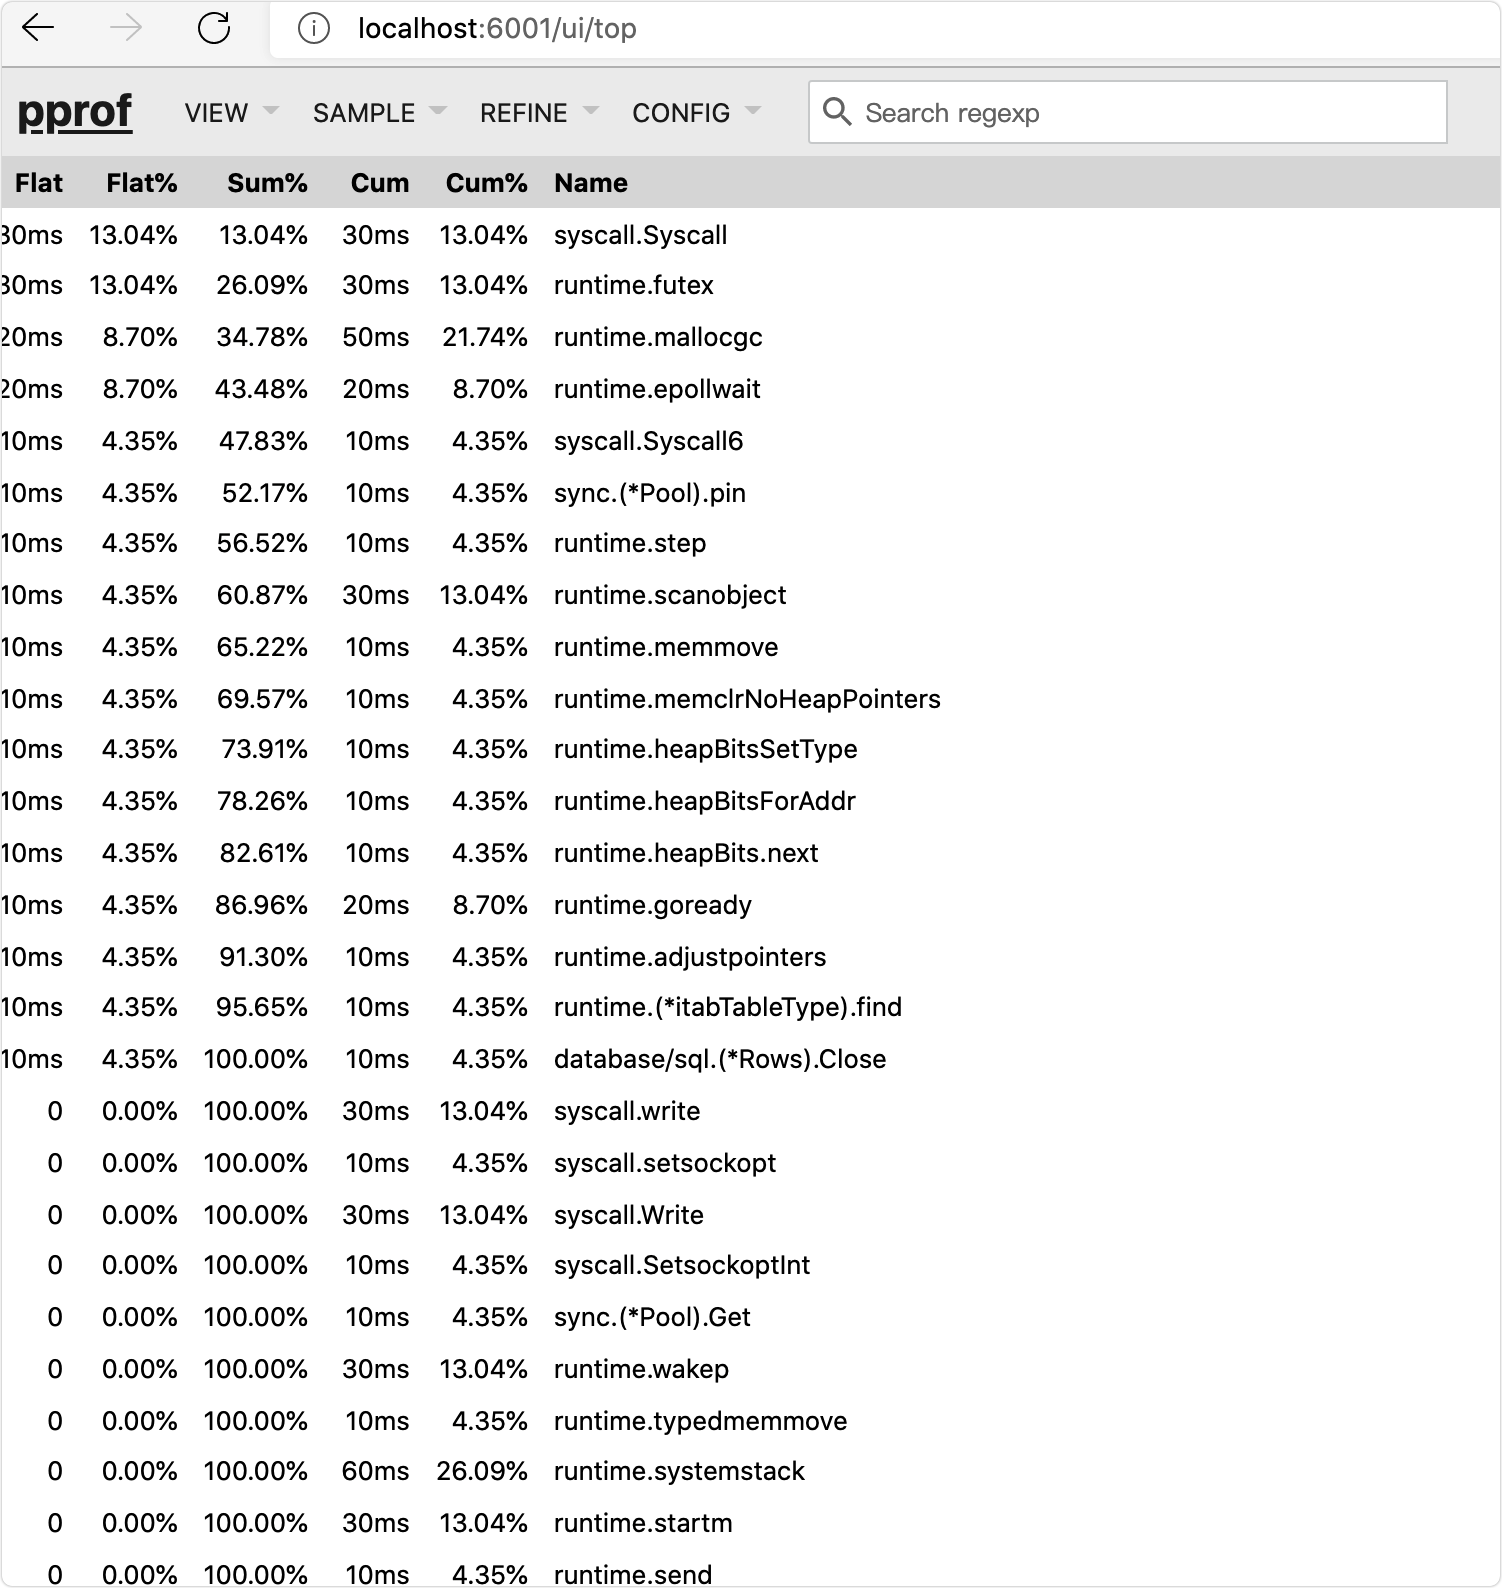 localhost:6001/ui/top
pprof VIEW SAMPLE REFINE CONFIG Search regexp
Flat Flat% Sum% Cum Cum% Name
30ms 13.04% 13.04% 30ms 13.04% syscall.Syscall
30ms 13.04% 26.09% 30ms 13.04% runtime.futex
20ms 8.70% 34.78% 50ms 21.74% runtime.mallocgc
20ms 8.70% 43.48% 20ms 8.70% runtime.epollwait
10ms 4.35% 47.83% 10ms 4.35% syscall.Syscall6
10ms 4.35% 52.17% 10ms 4.35% sync.(*Pool).pin
10ms 4.35% 56.52% 10ms 4.35% runtime.step
10ms 4.35% 60.87% 30ms 13.04% runtime.scanobject
10ms 4.35% 65.22% 10ms 4.35% runtime.memmove
10ms 4.35% 69.57% 10ms 4.35% runtime.memclrNoHeapPointers
10ms 4.35% 73.91% 10ms 4.35% runtime.heapBitsSetType
10ms 4.35% 78.26% 10ms 4.35% runtime.heapBitsForAddr
10ms 4.35% 82.61% 10ms 4.35% runtime.heapBits.next
10ms 4.35% 86.96% 20ms 8.70% runtime.goready
10ms 4.35% 91.30% 10ms 4.35% runtime.adjustpointers
10ms 4.35% 95.65% 10ms 4.35% runtime.(*itabTableType).find
10ms 4.35% 100.00% 10ms 4.35% database/sql.(*Rows).Close
0 0.00% 100.00% 30ms 13.04% syscall.write
0 0.00% 100.00% 10ms 4.35% syscall.setsockopt
0 0.00% 100.00% 30ms 13.04% syscall.Write
0 0.00% 100.00% 10ms 4.35% syscall.SetsockoptInt
0 0.00% 100.00% 10ms 4.35% sync.(*Pool).Get
0 0.00% 100.00% 30ms 13.04% runtime.wakep
0 0.00% 100.00% 10ms 4.35% runtime.typedmemmove
0 0.00% 100.00% 60ms 26.09% runtime.systemstack
0 0.00% 100.00% 30ms 13.04% runtime.startm
0 0.00% 100.00% 10ms 4.35% runtime.send